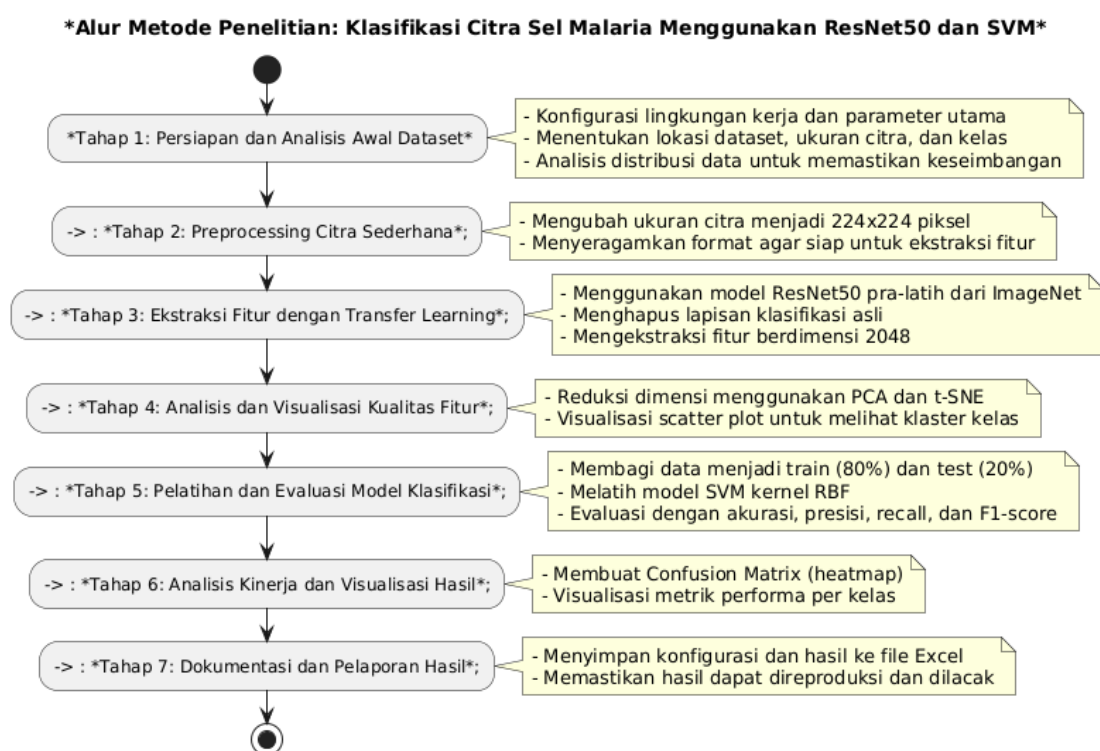 *Alur Metode Penelitian: Klasifikasi Citra Sel Malaria Menggunakan ResNet50 dan SVM*
*Tahap 1: Persiapan dan Analisis Awal Dataset*
- Konfigurasi lingkungan kerja dan parameter utama
- Menentukan lokasi dataset, ukuran citra, dan kelas
- Analisis distribusi data untuk memastikan keseimbangan
-> : *Tahap 2: Preprocessing Citra Sederhana*;
- Mengubah ukuran citra menjadi 224x224 piksel
- Menyeragamkan format agar siap untuk ekstraksi fitur
-> : *Tahap 3: Ekstraksi Fitur dengan Transfer Learning*;
- Menggunakan model ResNet50 pra-latih dari ImageNet
- Menghapus lapisan klasifikasi asli
- Mengekstraksi fitur berdimensi 2048
-> : *Tahap 4: Analisis dan Visualisasi Kualitas Fitur*;
- Reduksi dimensi menggunakan PCA dan t-SNE
- Visualisasi scatter plot untuk melihat klaster kelas
-> : *Tahap 5: Pelatihan dan Evaluasi Model Klasifikasi*;
- Membagi data menjadi train (80%) dan test (20%)
- Melatih model SVM kernel RBF
- Evaluasi dengan akurasi, presisi, recall, dan F1-score
-> : *Tahap 6: Analisis Kinerja dan Visualisasi Hasil*;
- Membuat Confusion Matrix (heatmap)
- Visualisasi metrik performa per kelas
-> : *Tahap 7: Dokumentasi dan Pelaporan Hasil*;
- Menyimpan konfigurasi dan hasil ke file Excel
- Memastikan hasil dapat direproduksi dan dilacak